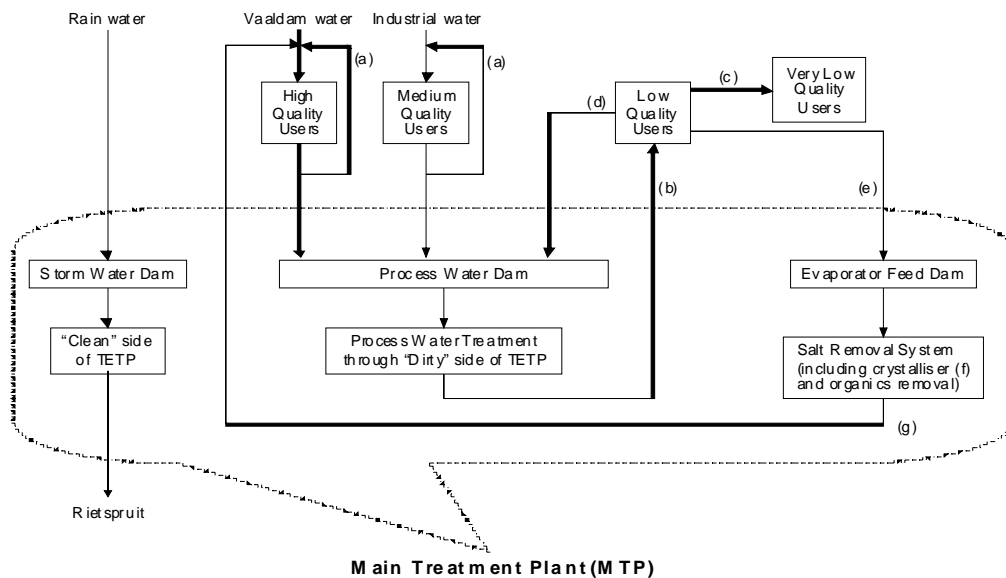 Rain water
Vaaldam water
Industrial water
(a)
(a)
(c)
Very Low
Quality
Users
High
Quality
Users
Medium
Quality
Users
(d)
Low
Quality
Users
(b)
(e)
Storm Water Dam
Process Water Dam
Evaporator Feed Dam
“Clean” side
of TETP
Process Water Treatment
through “Dirty” side of TETP
Salt Removal System
(including crystalliser (f)
and organics removal)
(g)
Rietspruit
Main Treatment Plant (MTP)